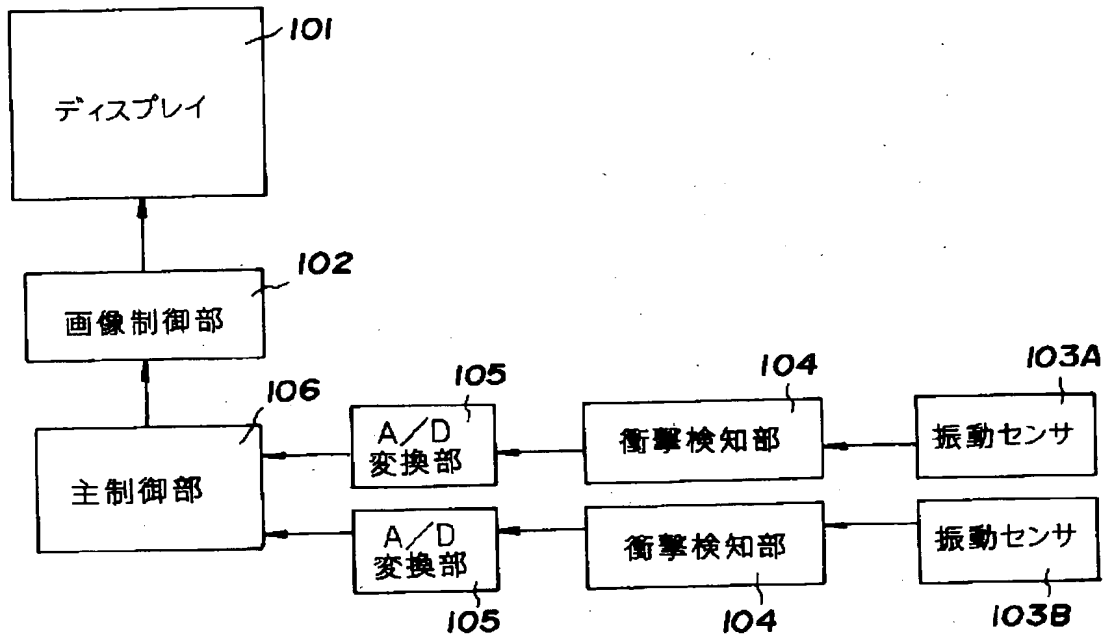 101
ディスプレイ
102
画像制御部
106
主制御部
105
A/D
変換部
104
衝撃検知部
103A
振動センサ
A/D
変換部
105
衝撃検知部
104
振動センサ
103B